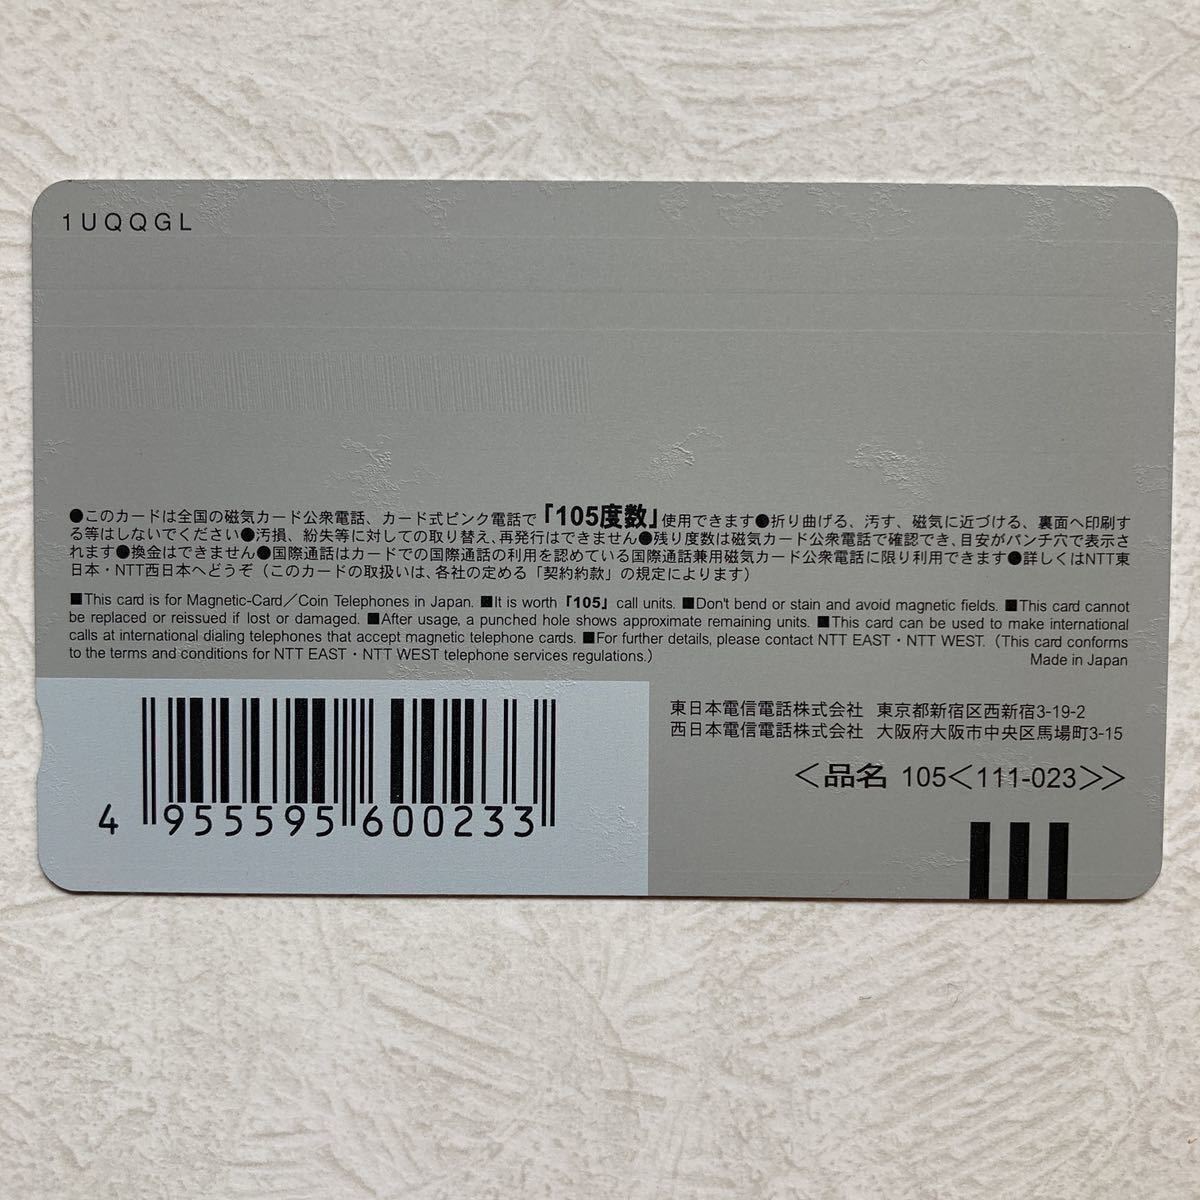 1UQQGL
●このカードは全国の磁気カード公衆電話、カード式ピンク電話で「105度数」使用できます●折り曲げる、汚す、磁気に近づける、裏面へ印刷す
る等はしないでください●汚損、紛失等に対しての取り替え、再発行はできません●残り度数は磁気カード公衆電話で確認でき、目安がパンチ穴で表示さ
れます●換金はできません●国際通話はカードでの国際通話の利用を認めている国際通話兼用磁気カード公衆電話に限り利用できます●詳しくはNTT東
日本・NTT西日本へどうぞ（このカードの取扱いは、各社の定める「契約約款」の規定によります）
■This card is for Magnetic-Card／Coin Telephones in Japan. ■It is worth「105」call units. ■Don't bend or stain and avoid magnetic fields. ■This card cannot
be replaced or reissued if lost or damaged. ■After usage, a punched hole shows approximate remaining units. ■This card can be used to make international
calls at international dialing telephones that accept magnetic telephone cards. ■For further details, please contact NTT EAST・NTT WEST.（This card conforms
to the terms and conditions for NTT EAST・NTT WEST telephone services regulations.）
Made in Japan
東日本電信電話株式会社 東京都新宿区西新宿3-19-2
西日本電信電話株式会社 大阪府大阪市中央区馬場町3-15
＜品名 105＜111-023＞＞
4 955595 600233